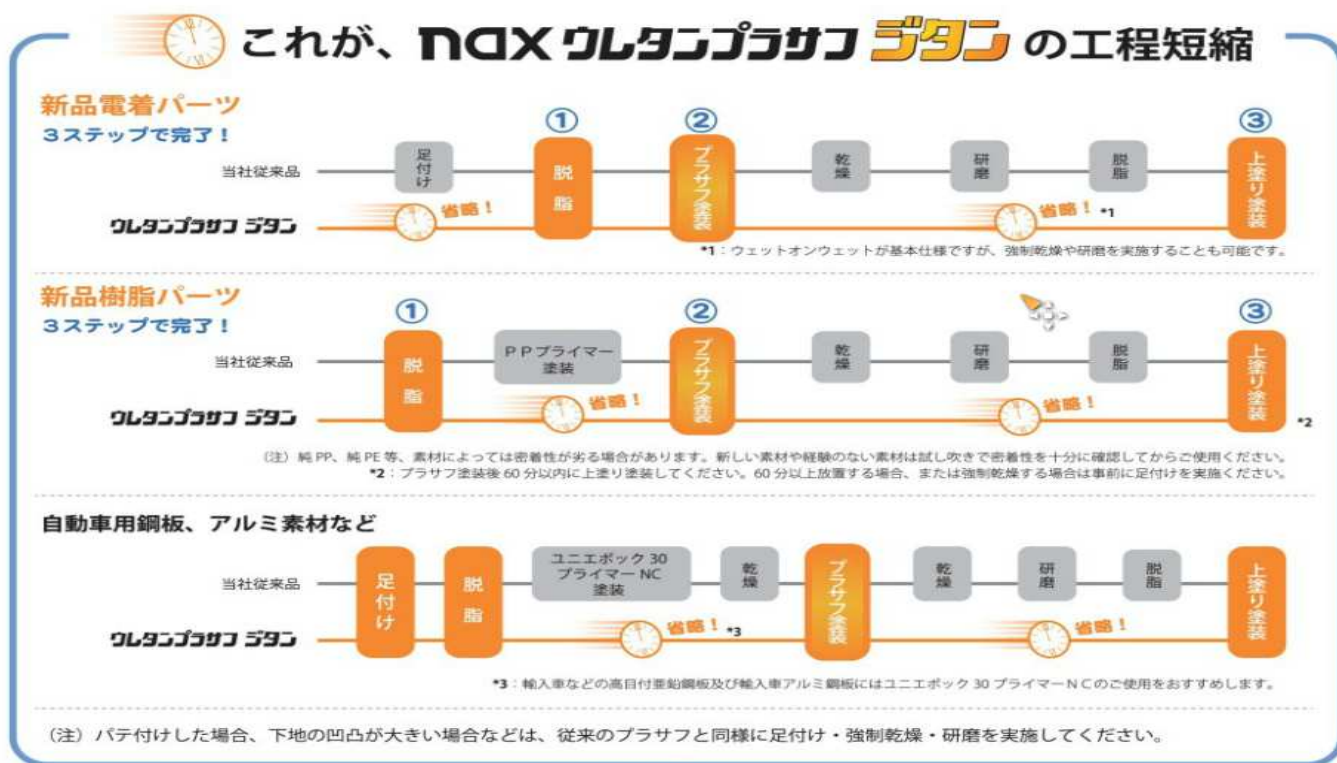 これが、nax ウレタンプラサフ ジタン の工程短縮
新品電着パーツ
3ステップで完了！
① ② ③
当社従来品 足付け 脱脂 プラサフ塗装 乾燥 研磨 脱脂 上塗り塗装
ウレタンプラサフ ジタン 省略！ 省略！ *1
*1：ウェットオンウェットが基本仕様ですが、強制乾燥や研磨を実施することも可能です。
新品樹脂パーツ
3ステップで完了！
① ② ③
当社従来品 脱脂 PPプライマー塗装 プラサフ塗装 乾燥 研磨 脱脂 上塗り塗装
ウレタンプラサフ ジタン 省略！ 省略！ *2
（注）純PP、純PE等、素材によっては密着性が劣る場合があります。新しい素材や経験のない素材は試し吹きで密着性を十分に確認してからご使用ください。
*2：プラサフ塗装後60分以内に上塗り塗装してください。60分以上放置する場合、または強制乾燥する場合は事前に足付けを実施ください。
自動車用鋼板、アルミ素材など
当社従来品 足付け 脱脂 ユニエポック30プライマーNC塗装 乾燥 プラサフ塗装 乾燥 研磨 脱脂 上塗り塗装
ウレタンプラサフ ジタン 省略！ *3 省略！
*3：輸入車などの高目付亜鉛鋼板及び輸入車アルミ鋼板にはユニエポック30プライマーNCのご使用をおすすめします。
（注）パテ付けした場合、下地の凹凸が大きい場合などは、従来のプラサフと同様に足付け・強制乾燥・研磨を実施してください。